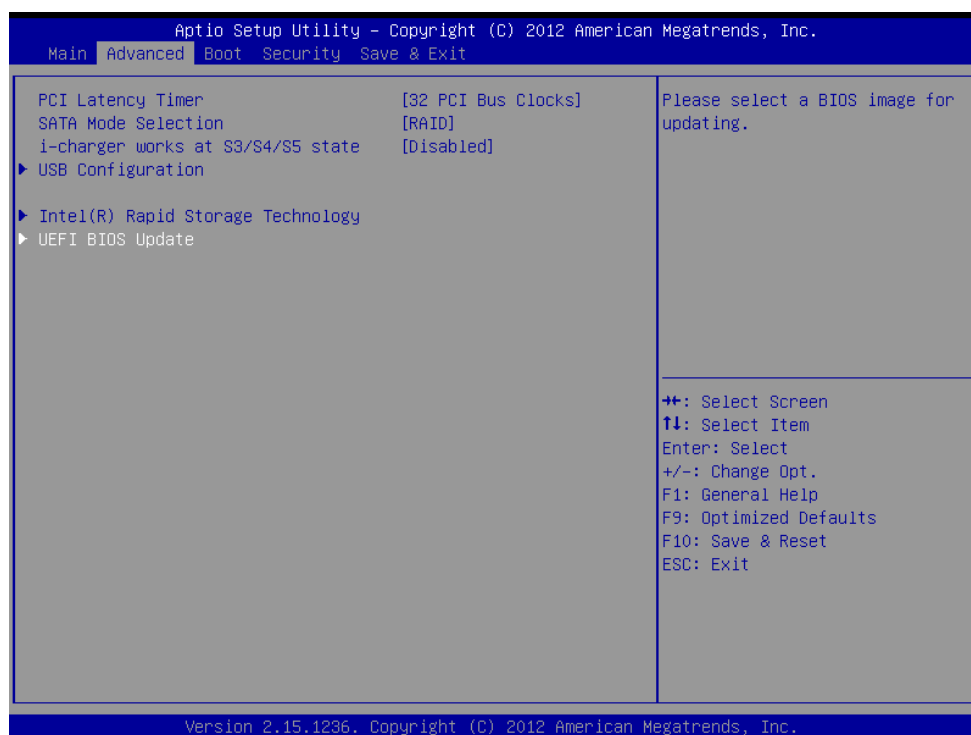 Aptio Setup Utility – Copyright (C) 2012 American Megatrends, Inc.
Main Advanced Boot Security Save & Exit
PCI Latency Timer [32 PCI Bus Clocks]
SATA Mode Selection [RAID]
i-charger works at S3/S4/S5 state [Disabled]
▶ USB Configuration
▶ Intel(R) Rapid Storage Technology
▶ UEFI BIOS Update
Please select a BIOS image for
updating.
→←: Select Screen
↑↓: Select Item
Enter: Select
+/-: Change Opt.
F1: General Help
F9: Optimized Defaults
F10: Save & Reset
ESC: Exit
Version 2.15.1236. Copyright (C) 2012 American Megatrends, Inc.